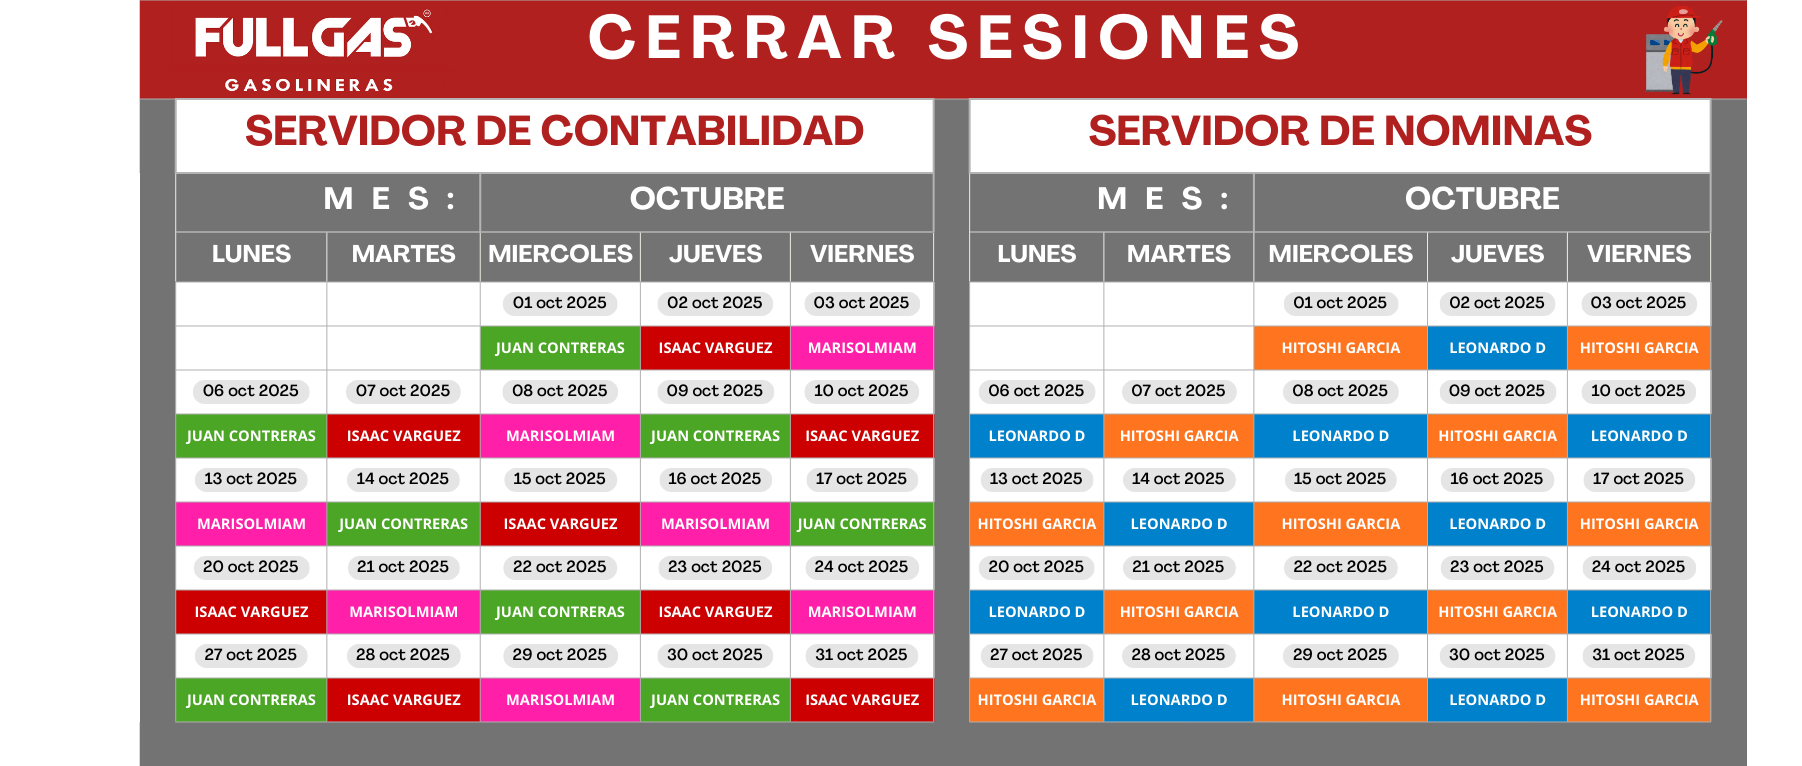 FULLGAS
GASOLINERAS
CERRAR SESIONES
SERVIDOR DE CONTABILIDAD
MES: OCTUBRE
LUNES MARTES MIERCOLES JUEVES VIERNES
01 oct 2025 02 oct 2025 03 oct 2025
JUAN CONTRERAS ISAAC VARGUEZ MARISOLMIAM
06 oct 2025 07 oct 2025 08 oct 2025 09 oct 2025 10 oct 2025
JUAN CONTRERAS ISAAC VARGUEZ MARISOLMIAM JUAN CONTRERAS ISAAC VARGUEZ
13 oct 2025 14 oct 2025 15 oct 2025 16 oct 2025 17 oct 2025
MARISOLMIAM JUAN CONTRERAS ISAAC VARGUEZ MARISOLMIAM JUAN CONTRERAS
20 oct 2025 21 oct 2025 22 oct 2025 23 oct 2025 24 oct 2025
ISAAC VARGUEZ MARISOLMIAM JUAN CONTRERAS ISAAC VARGUEZ MARISOLMIAM
27 oct 2025 28 oct 2025 29 oct 2025 30 oct 2025 31 oct 2025
JUAN CONTRERAS ISAAC VARGUEZ MARISOLMIAM JUAN CONTRERAS ISAAC VARGUEZ
SERVIDOR DE NOMINAS
MES: OCTUBRE
LUNES MARTES MIERCOLES JUEVES VIERNES
01 oct 2025 02 oct 2025 03 oct 2025
HITOSHI GARCIA LEONARDO D HITOSHI GARCIA
06 oct 2025 07 oct 2025 08 oct 2025 09 oct 2025 10 oct 2025
LEONARDO D HITOSHI GARCIA LEONARDO D HITOSHI GARCIA LEONARDO D
13 oct 2025 14 oct 2025 15 oct 2025 16 oct 2025 17 oct 2025
HITOSHI GARCIA LEONARDO D HITOSHI GARCIA LEONARDO D HITOSHI GARCIA
20 oct 2025 21 oct 2025 22 oct 2025 23 oct 2025 24 oct 2025
LEONARDO D HITOSHI GARCIA LEONARDO D HITOSHI GARCIA LEONARDO D
27 oct 2025 28 oct 2025 29 oct 2025 30 oct 2025 31 oct 2025
HITOSHI GARCIA LEONARDO D HITOSHI GARCIA LEONARDO D HITOSHI GARCIA